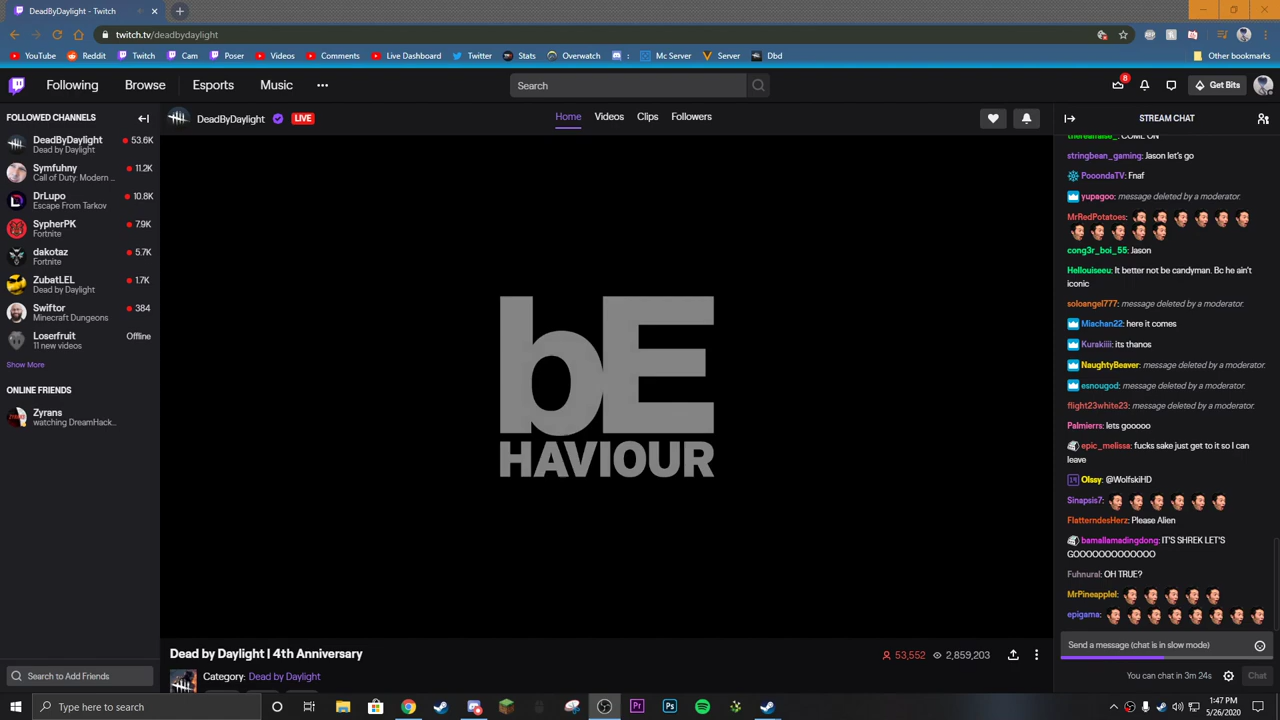 DeadByDaylight - Twitch
twitch.tv/deadbydaylight
YouTube
Reddit
Twitch
Cam
Poser
Videos
Comments
Live Dashboard
Twitter
Stats
Overwatch
Mc Server
Server
Dbd
Other bookmarks
Following
Browse
Esports
Music
Search
8
Get Bits
FOLLOWED CHANNELS
DeadByDaylight
53.6K
Dead by Daylight
Symfuhny
11.2K
Call of Duty: Modern ...
DrLupo
10.8K
Escape From Tarkov
SypherPK
7.9K
Fortnite
dakotaz
5.7K
Fortnite
ZubatLEL
1.7K
Dead by Daylight
Swiftor
384
Minecraft Dungeons
Loserfruit
Offline
11 new videos
Show More
ONLINE FRIENDS
Zyrans
watching DreamHack...
Search to Add Friends
DeadByDaylight
LIVE
Home
Videos
Clips
Followers
bE
HAVIOUR
Dead by Daylight | 4th Anniversary
53,552
2,859,203
Category: Dead by Daylight
STREAM CHAT
COME ON
stringbean_gaming: Jason let's go
PooondaTV: Fnaf
yupagoo: message deleted by a moderator.
MrRedPotatoes:
cong3r_boi_55: Jason
Hellouiseeu: It better not be candyman. Bc he ain't
iconic
soloangel777: message deleted by a moderator.
Miachan22: here it comes
Kurakiiii: its thanos
NaughtyBeaver: message deleted by a moderator.
esnougod: message deleted by a moderator.
flight23white23: message deleted by a moderator.
Palmierrs: lets gooooo
epic_melissa: fucks sake just get to it so I can
leave
Olssy: @WolfskiHD
Sinapsis7:
FlatterndesHerz: Please Alien
bamallamadingdong: IT'S SHREK LET'S
GOOOOOOOOOOOOO
Fuhnural: OH TRUE?
MrPineapplel:
epigama:
Send a message (chat is in slow mode)
You can chat in 3m 24s
Chat
Type here to search
1:47 PM
5/26/2020